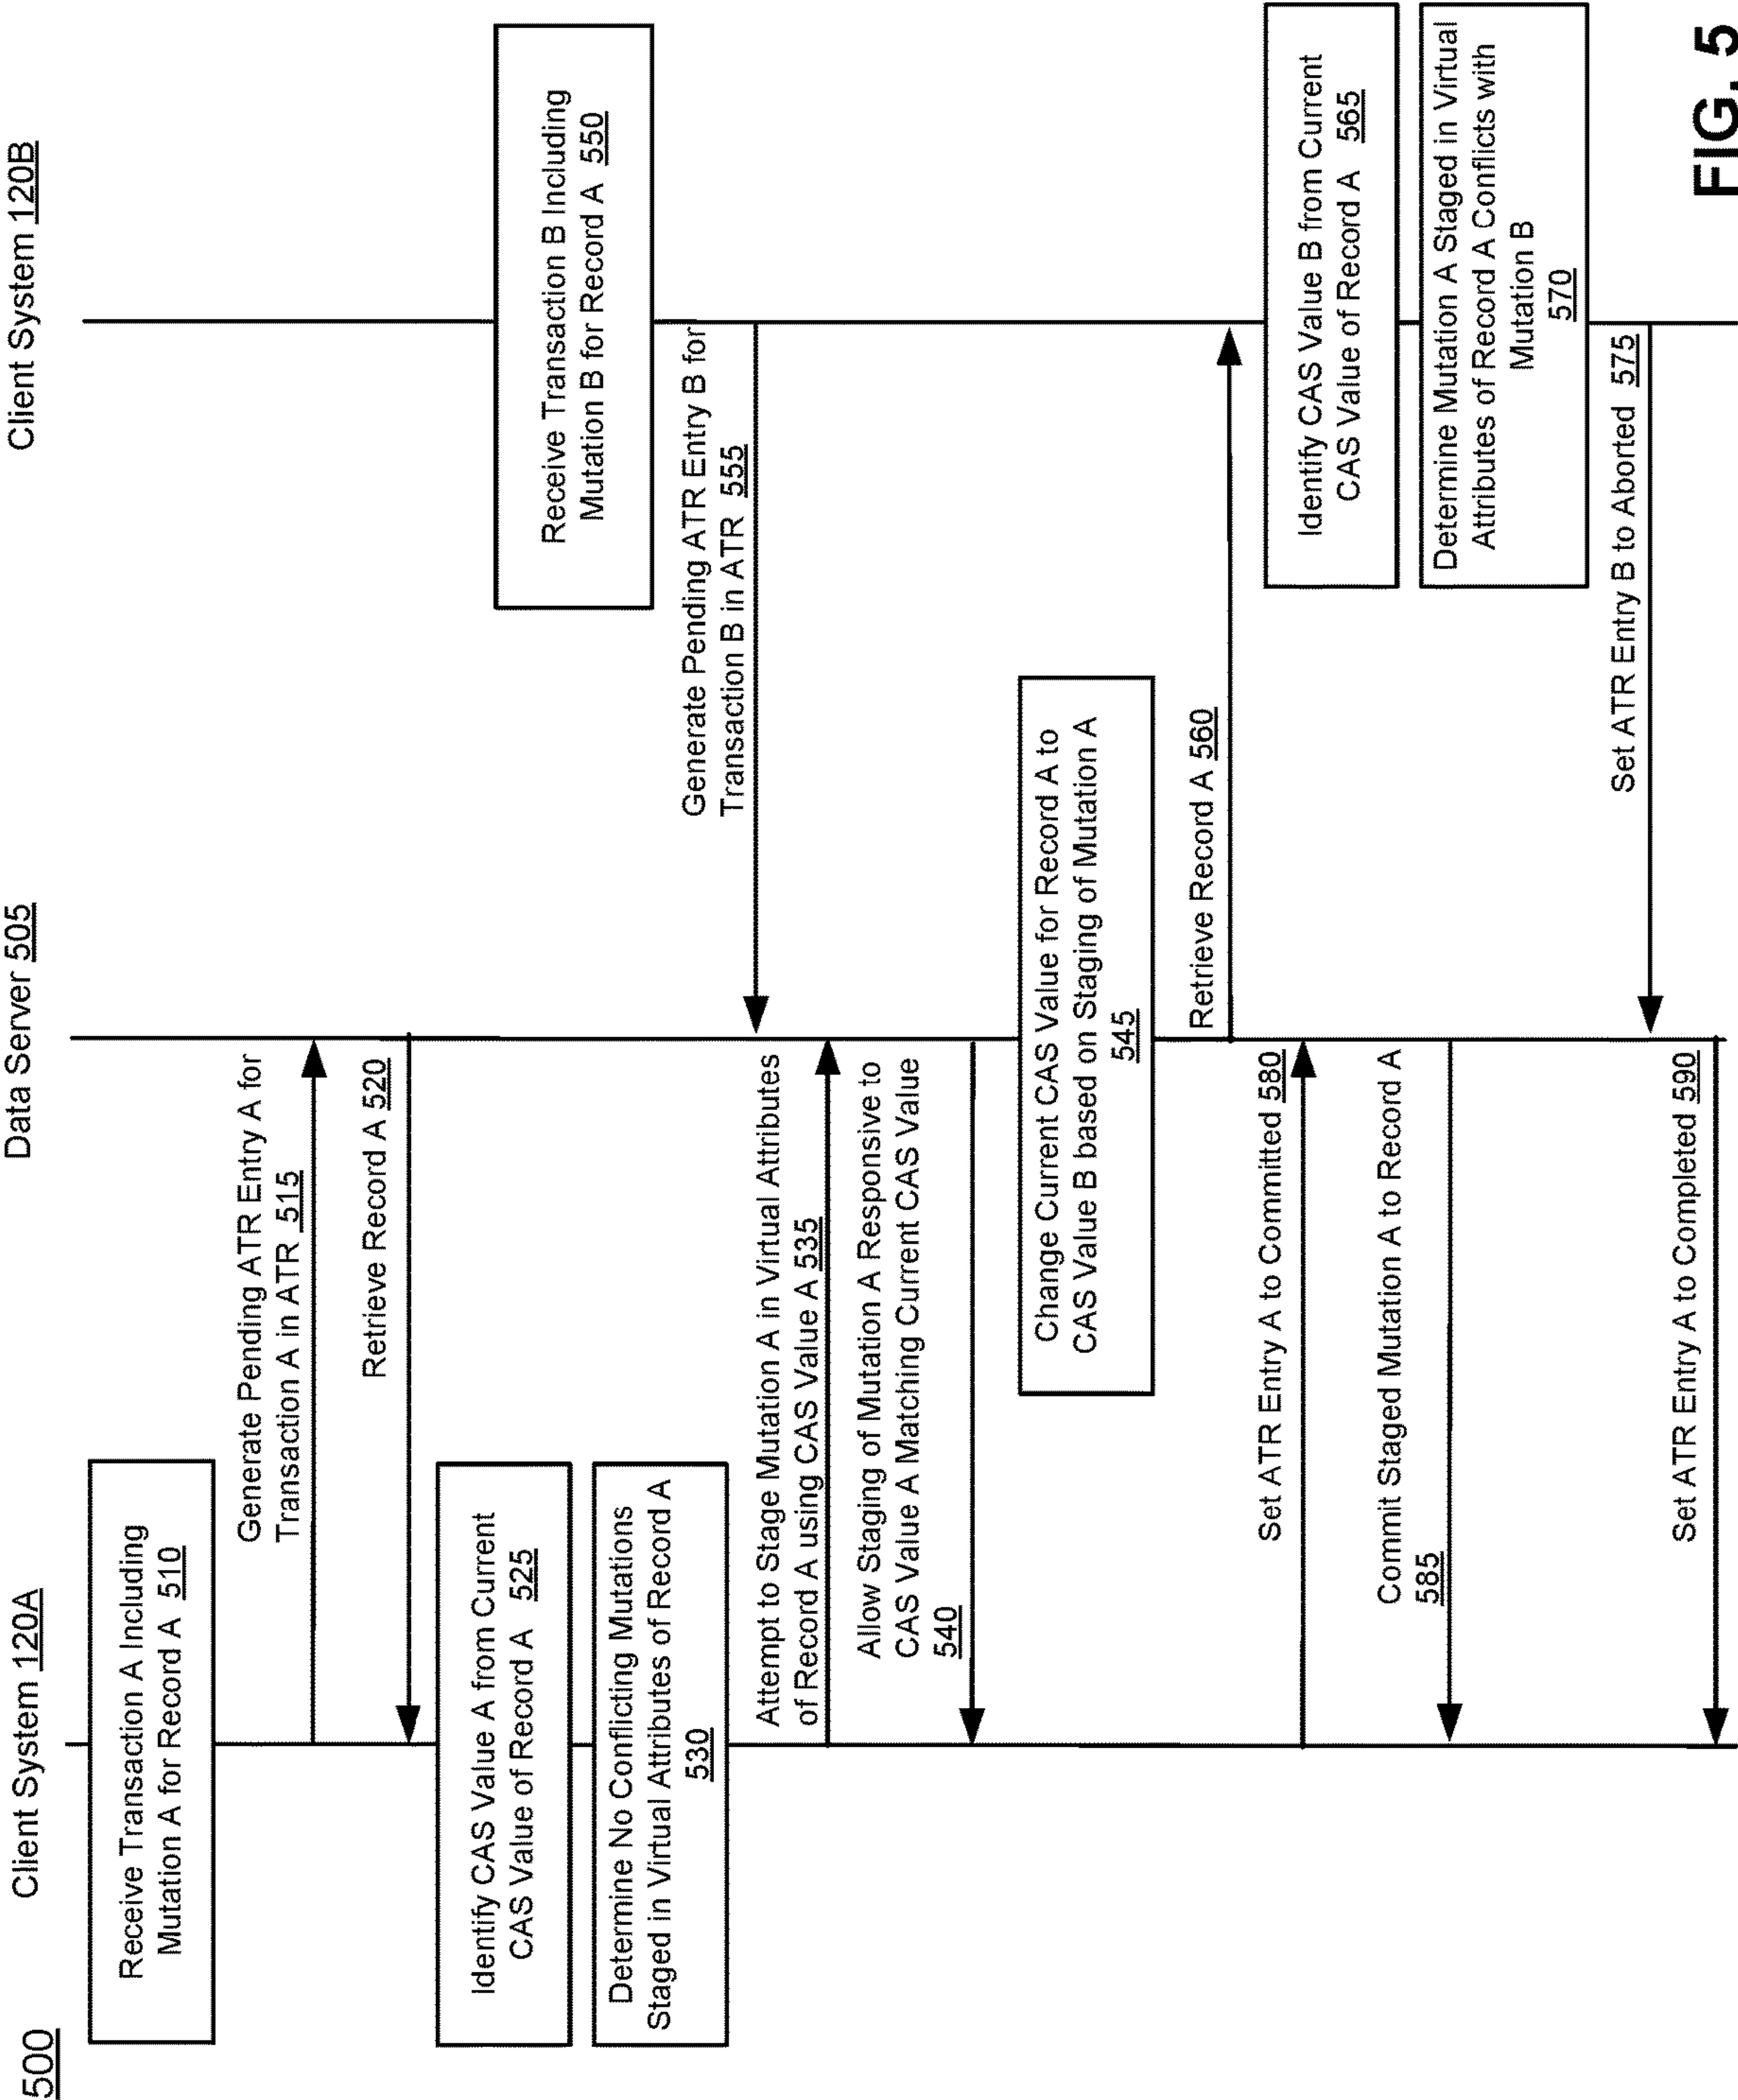 500
Client System 120A
Data Server 505
Client System 120B
Receive Transaction A Including
Mutation A for Record A 510
Generate Pending ATR Entry A for
Transaction A in ATR 515
Retrieve Record A 520
Identify CAS Value A from Current
CAS Value of Record A 525
Receive Transaction B Including
Mutation B for Record A 550
Determine No Conflicting Mutations
Staged in Virtual Attributes of Record A
530
Generate Pending ATR Entry B for
Transaction B in ATR 555
Attempt to Stage Mutation A in Virtual Attributes
of Record A using CAS Value A 535
Allow Staging of Mutation A Responsive to
CAS Value A Matching Current CAS Value
540
Change Current CAS Value for Record A to
CAS Value B based on Staging of Mutation A
545
Retrieve Record A 560
Set ATR Entry A to Committed 580
Identify CAS Value B from Current
CAS Value of Record A 565
Commit Staged Mutation A to Record A
585
Determine Mutation A Staged in Virtual
Attributes of Record A Conflicts with
Mutation B
570
Set ATR Entry B to Aborted 575
Set ATR Entry A to Completed 590
FIG. 5